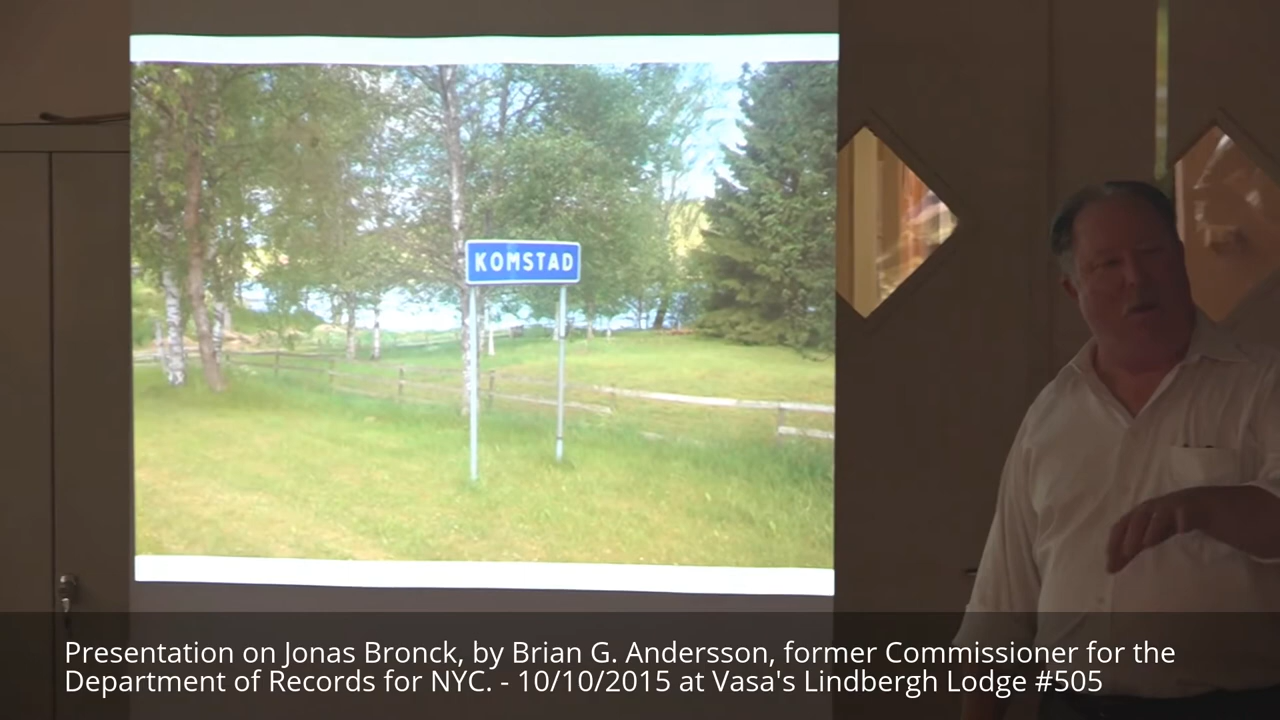 KOMSTAD
Presentation on Jonas Bronck, by Brian G. Andersson, former Commissioner for the
Department of Records for NYC. - 10/10/2015 at Vasa's Lindbergh Lodge #505